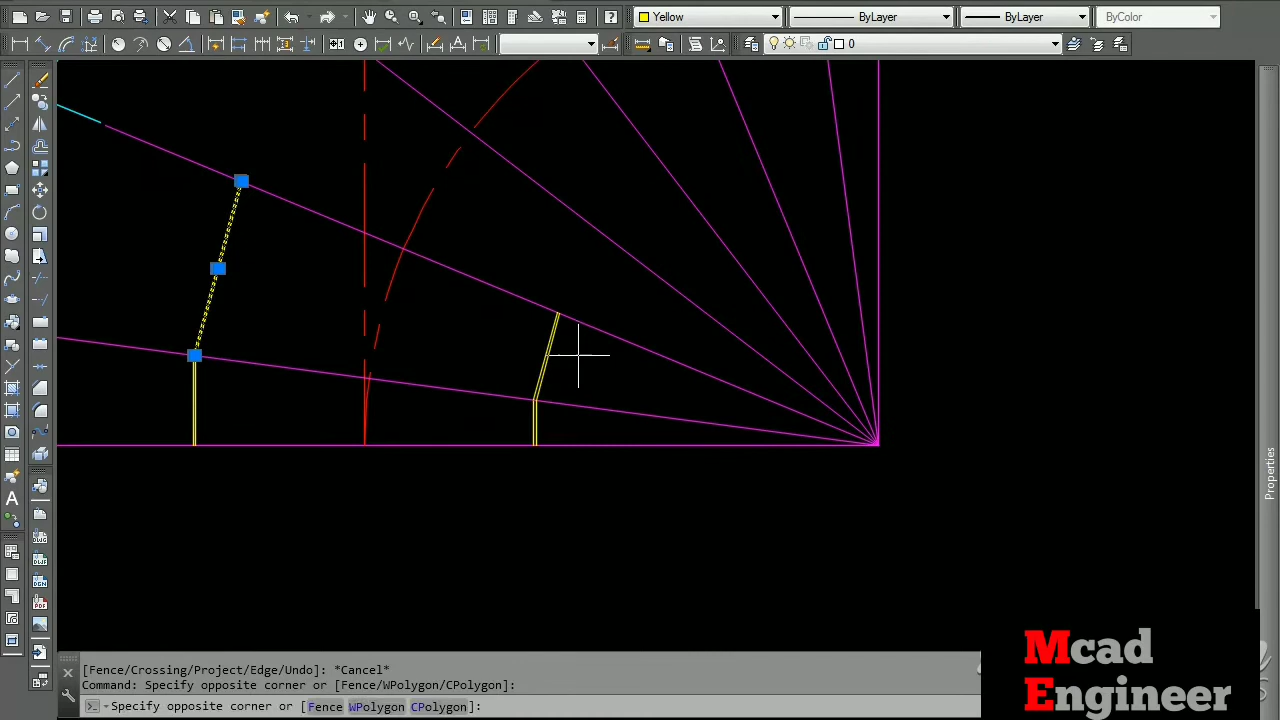 Yellow
ByLayer
ByLayer
ByColor
0
Properties
[Fence/Crossing/Project/Edge/Undo]: *Cancel*
Command: Specify opposite corner or [Fence/WPolygon/CPolygon]:
Specify opposite corner or [Fence WPolygon CPolygon]:
Mcad
Engineer